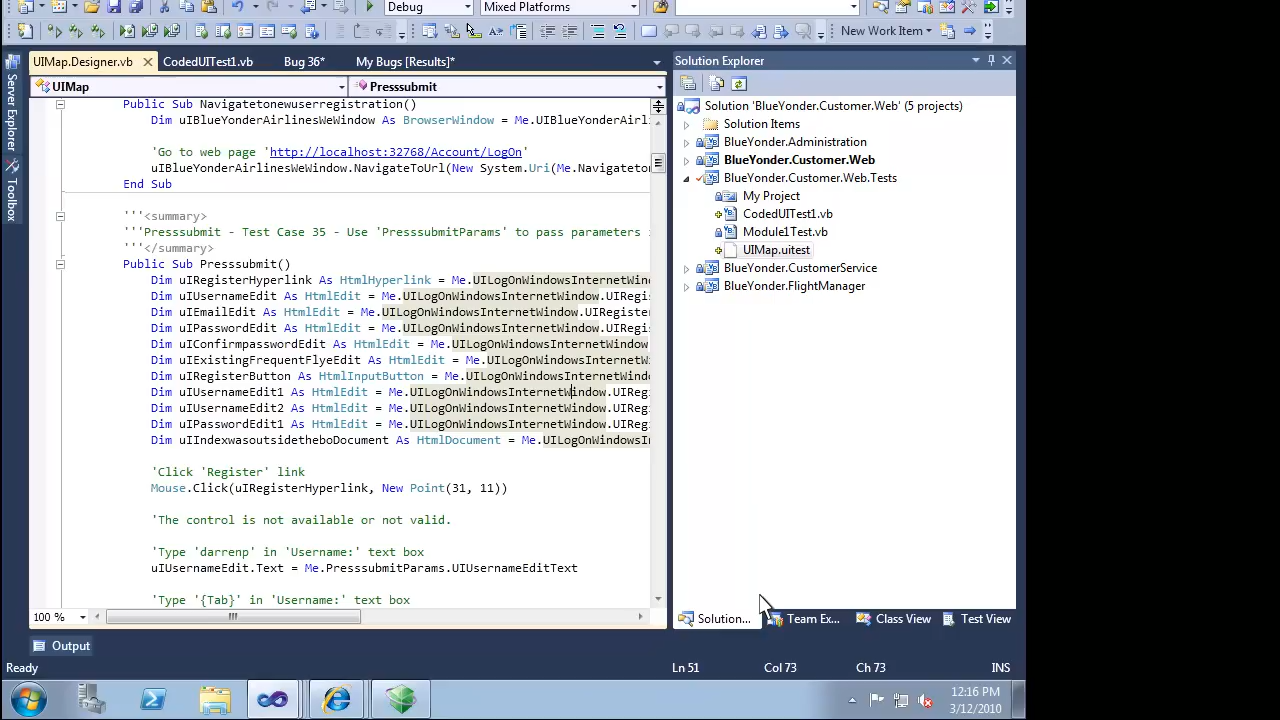 Debug
Mixed Platforms
New Work Item
UIMap.Designer.vb
CodedUITest1.vb
Bug 36*
My Bugs [Results]*
Server Explorer
Toolbox
UIMap
Presssubmit
Public Sub Navigatetonewuserregistration()
Dim uIBlueYonderAirlinesWeWindow As BrowserWindow = Me.UIBlueYonderAirl
'Go to web page 'http://localhost:32768/Account/LogOn'
uIBlueYonderAirlinesWeWindow.NavigateToUrl(New System.Uri(Me.Navigateton
End Sub
'''<summary>
'''Presssubmit - Test Case 35 - Use 'PresssubmitParams' to pass parameters
'''</summary>
Public Sub Presssubmit()
Dim uIRegisterHyperlink As HtmlHyperlink = Me.UILogOnWindowsInternetWind
Dim uIUsernameEdit As HtmlEdit = Me.UILogOnWindowsInternetWindow.UIRegis
Dim uIEmailEdit As HtmlEdit = Me.UILogOnWindowsInternetWindow.UIRegister
Dim uIPasswordEdit As HtmlEdit = Me.UILogOnWindowsInternetWindow.UIRegis
Dim uIConfirmpasswordEdit As HtmlEdit = Me.UILogOnWindowsInternetWindow
Dim uIExistingFrequentFlyeEdit As HtmlEdit = Me.UILogOnWindowsInternetWi
Dim uIRegisterButton As HtmlInputButton = Me.UILogOnWindowsInternetWindo
Dim uIUsernameEdit1 As HtmlEdit = Me.UILogOnWindowsInternetWindow.UIRegi
Dim uIUsernameEdit2 As HtmlEdit = Me.UILogOnWindowsInternetWindow.UIRegi
Dim uIPasswordEdit1 As HtmlEdit = Me.UILogOnWindowsInternetWindow.UIRegi
Dim uIIndexwasoutsidetheboDocument As HtmlDocument = Me.UILogOnWindowsIn
'Click 'Register' link
Mouse.Click(uIRegisterHyperlink, New Point(31, 11))
'The control is not available or not valid.
'Type 'darrenp' in 'Username:' text box
uIUsernameEdit.Text = Me.PresssubmitParams.UIUsernameEditText
'Type '{Tab}' in 'Username:' text box
100 %
Solution Explorer
Solution 'BlueYonder.Customer.Web' (5 projects)
Solution Items
BlueYonder.Administration
BlueYonder.Customer.Web
BlueYonder.Customer.Web.Tests
My Project
CodedUITest1.vb
Module1Test.vb
UIMap.uitest
BlueYonder.CustomerService
BlueYonder.FlightManager
Solution...
Team Ex...
Class View
Test View
Output
Ready
Ln 51
Col 73
Ch 73
INS
12:16 PM
3/12/2010